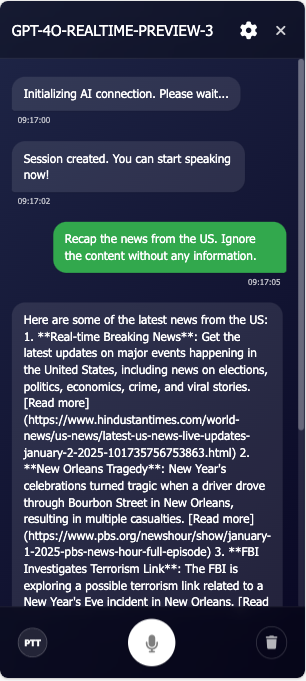 GPT-4O-REALTIME-PREVIEW-3
Initializing AI connection. Please wait...
09:17:00
Session created. You can start speaking
now!
09:17:02
Recap the news from the US. Ignore
the content without any information.
09:17:05
Here are some of the latest news from the US:
1. **Real-time Breaking News**: Get the
latest updates on major events happening in
the United States, including news on elections,
politics, economics, crime, and viral stories.
[Read more]
(https://www.hindustantimes.com/world-
news/us-news/latest-us-news-live-updates-
january-2-2025-101735756753863.html) 2.
**New Orleans Tragedy**: New Year's
celebrations turned tragic when a driver drove
through Bourbon Street in New Orleans,
resulting in multiple casualties. [Read more]
(https://www.pbs.org/newshour/show/january-
1-2025-pbs-news-hour-full-episode) 3. **FBI
Investigates Terrorism Link**: The FBI is
exploring a possible terrorism link related to a
New Year's Eve incident in New Orleans. [Read
PTT